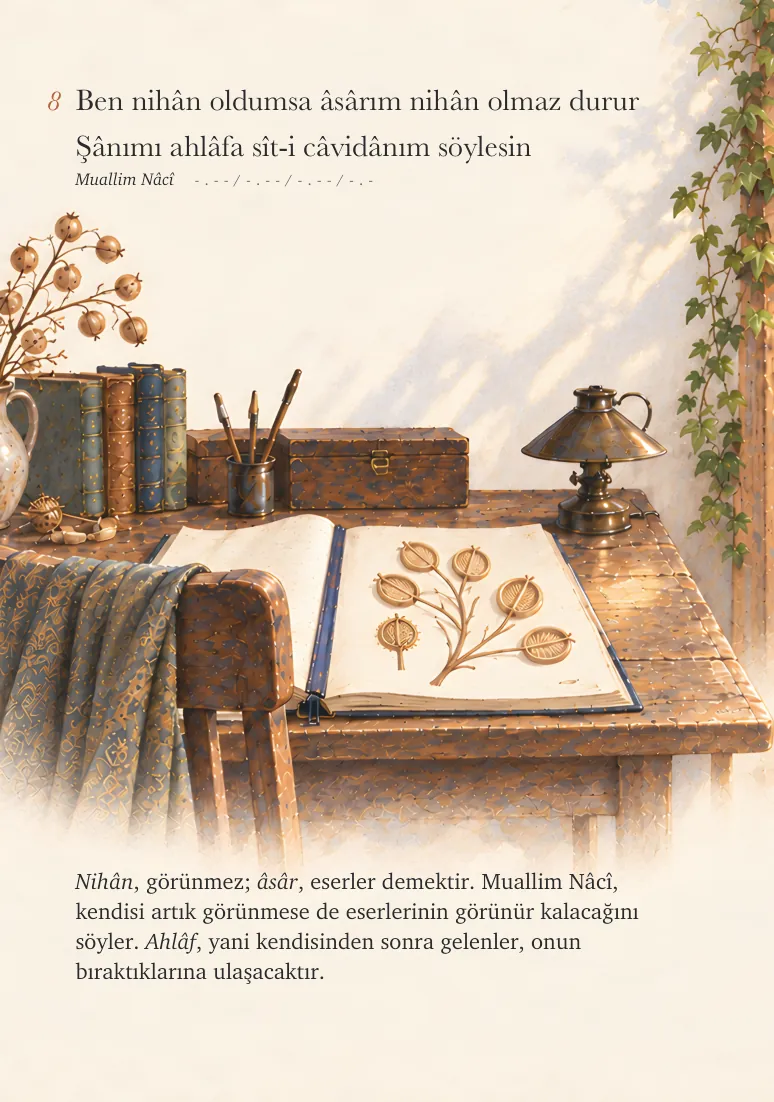 8 Ben nihân oldumsa âsârım nihân olmaz durur
Şânımı ahlâfa sît-i câvidânım söylesin
Muallim Nâcî - . - - / - . - - / - . - - / - . -
Nihân, görünmez; âsâr, eserler demektir. Muallim Nâcî,
kendisi artık görünmese de eserlerinin görünür kalacağını
söyler. Ahlâf, yani kendisinden sonra gelenler, onun
bıraktıklarına ulaşacaktır.